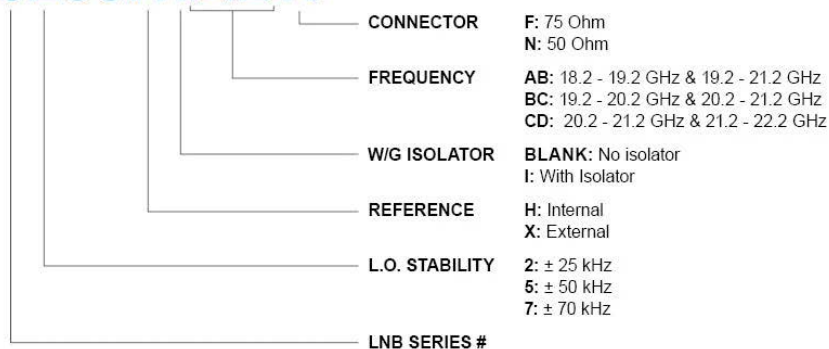 CONNECTOR F: 75 Ohm
N: 50 Ohm
FREQUENCY AB: 18.2 - 19.2 GHz & 19.2 - 21.2 GHz
BC: 19.2 - 20.2 GHz & 20.2 - 21.2 GHz
CD: 20.2 - 21.2 GHz & 21.2 - 22.2 GHz
W/G ISOLATOR BLANK: No isolator
I: With Isolator
REFERENCE H: Internal
X: External
L.O. STABILITY 2: ± 25 kHz
5: ± 50 kHz
7: ± 70 kHz
LNB SERIES #